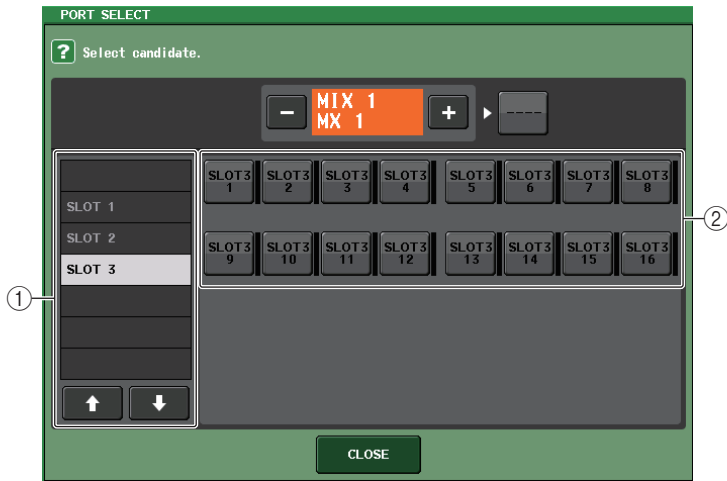 PORT SELECT
? Select candidate.
− MIX 1 MX 1 + ----
SLOT 1
SLOT 2
SLOT 3
SLOT3 1 SLOT3 2 SLOT3 3 SLOT3 4 SLOT3 5 SLOT3 6 SLOT3 7 SLOT3 8
SLOT3 9 SLOT3 10 SLOT3 11 SLOT3 12 SLOT3 13 SLOT3 14 SLOT3 15 SLOT3 16
CLOSE
1
2